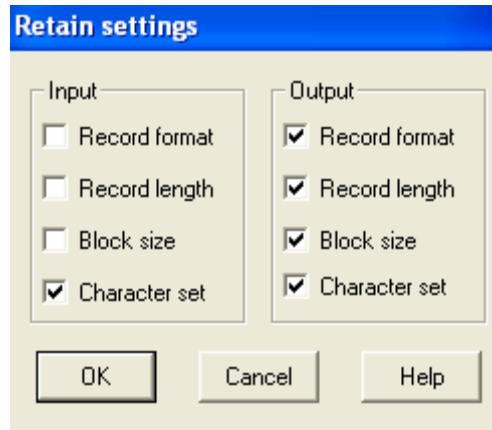 Retain settings
Input
Record format
Record length
Block size
Character set
Output
Record format
Record length
Block size
Character set
OK
Cancel
Help